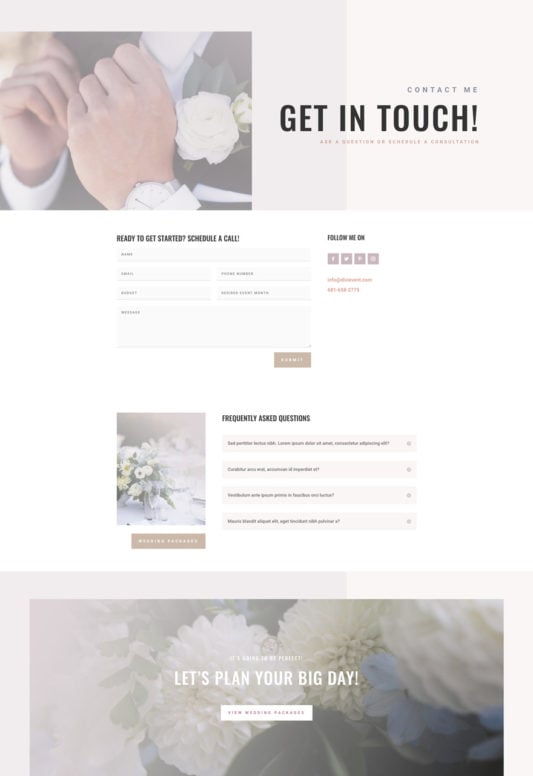 CONTACT ME
GET IN TOUCH!
ASK A QUESTION OR SCHEDULE A CONSULTATION
READY TO GET STARTED? SCHEDULE A CALL!
NAME
EMAIL
PHONE NUMBER
BUDGET
DESIRED EVENT MONTH
MESSAGE
SUBMIT
FOLLOW ME ON
info@divievent.com
FREQUENTLY ASKED QUESTIONS
Sed porttitor lectus nibh. Lorem ipsum dolor sit amet, consectetur adipiscing elit?
Curabitur arcu erat, accumsan id imperdiet et?
Vestibulum ante ipsum primis in faucibus orci luctus?
Mauris blandit aliquet elit, eget tincidunt nibh pulvinar a?
WEDDING PACKAGES
IT'S GOING TO BE PERFECT!
LET'S PLAN YOUR BIG DAY!
VIEW WEDDING PACKAGES